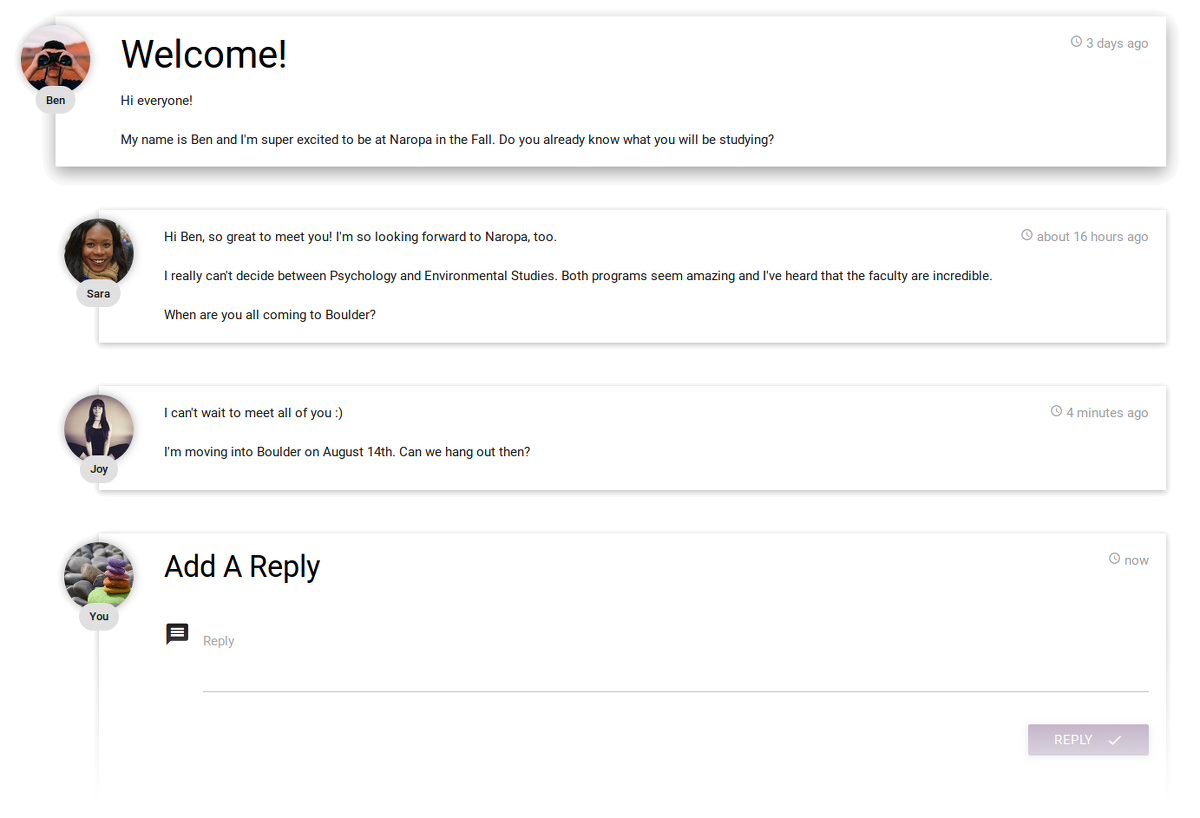 Welcome!
3 days ago
Ben
Hi everyone!
My name is Ben and I'm super excited to be at Naropa in the Fall. Do you already know what you will be studying?
Hi Ben, so great to meet you! I'm so looking forward to Naropa, too.
about 16 hours ago
I really can't decide between Psychology and Environmental Studies. Both programs seem amazing and I've heard that the faculty are incredible.
Sara
When are you all coming to Boulder?
I can't wait to meet all of you :)
4 minutes ago
I'm moving into Boulder on August 14th. Can we hang out then?
Joy
Add A Reply
now
You
Reply
REPLY